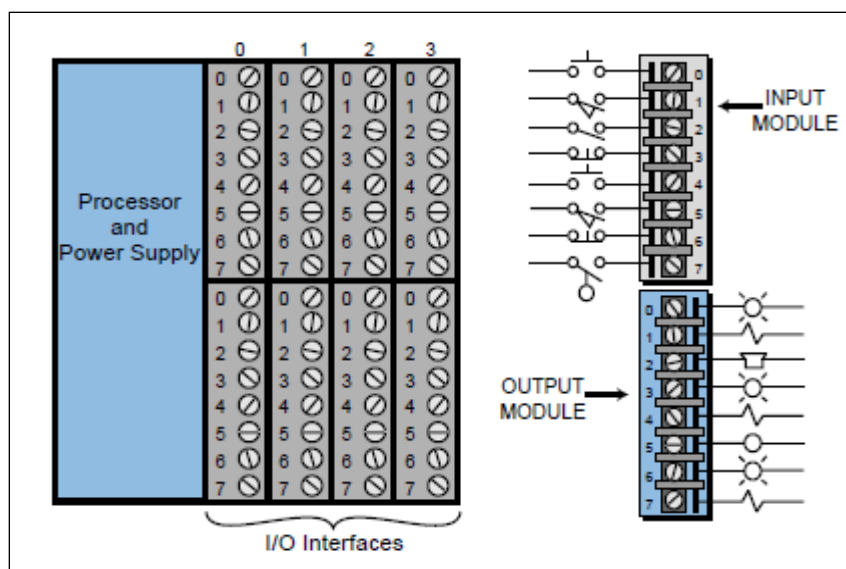 0 1 2 3
0 0 0 0
1 1 1 1
2 2 2 2
3 3 3 3
4 4 4 4
5 5 5 5
6 6 6 6
7 7 7 7
0 0 0 0
1 1 1 1
2 2 2 2
3 3 3 3
4 4 4 4
5 5 5 5
6 6 6 6
7 7 7 7
Processor
and
Power Supply
I/O Interfaces
0
1
2
3
4
5
6
7
INPUT
MODULE
0
1
2
3
4
5
6
7
OUTPUT
MODULE